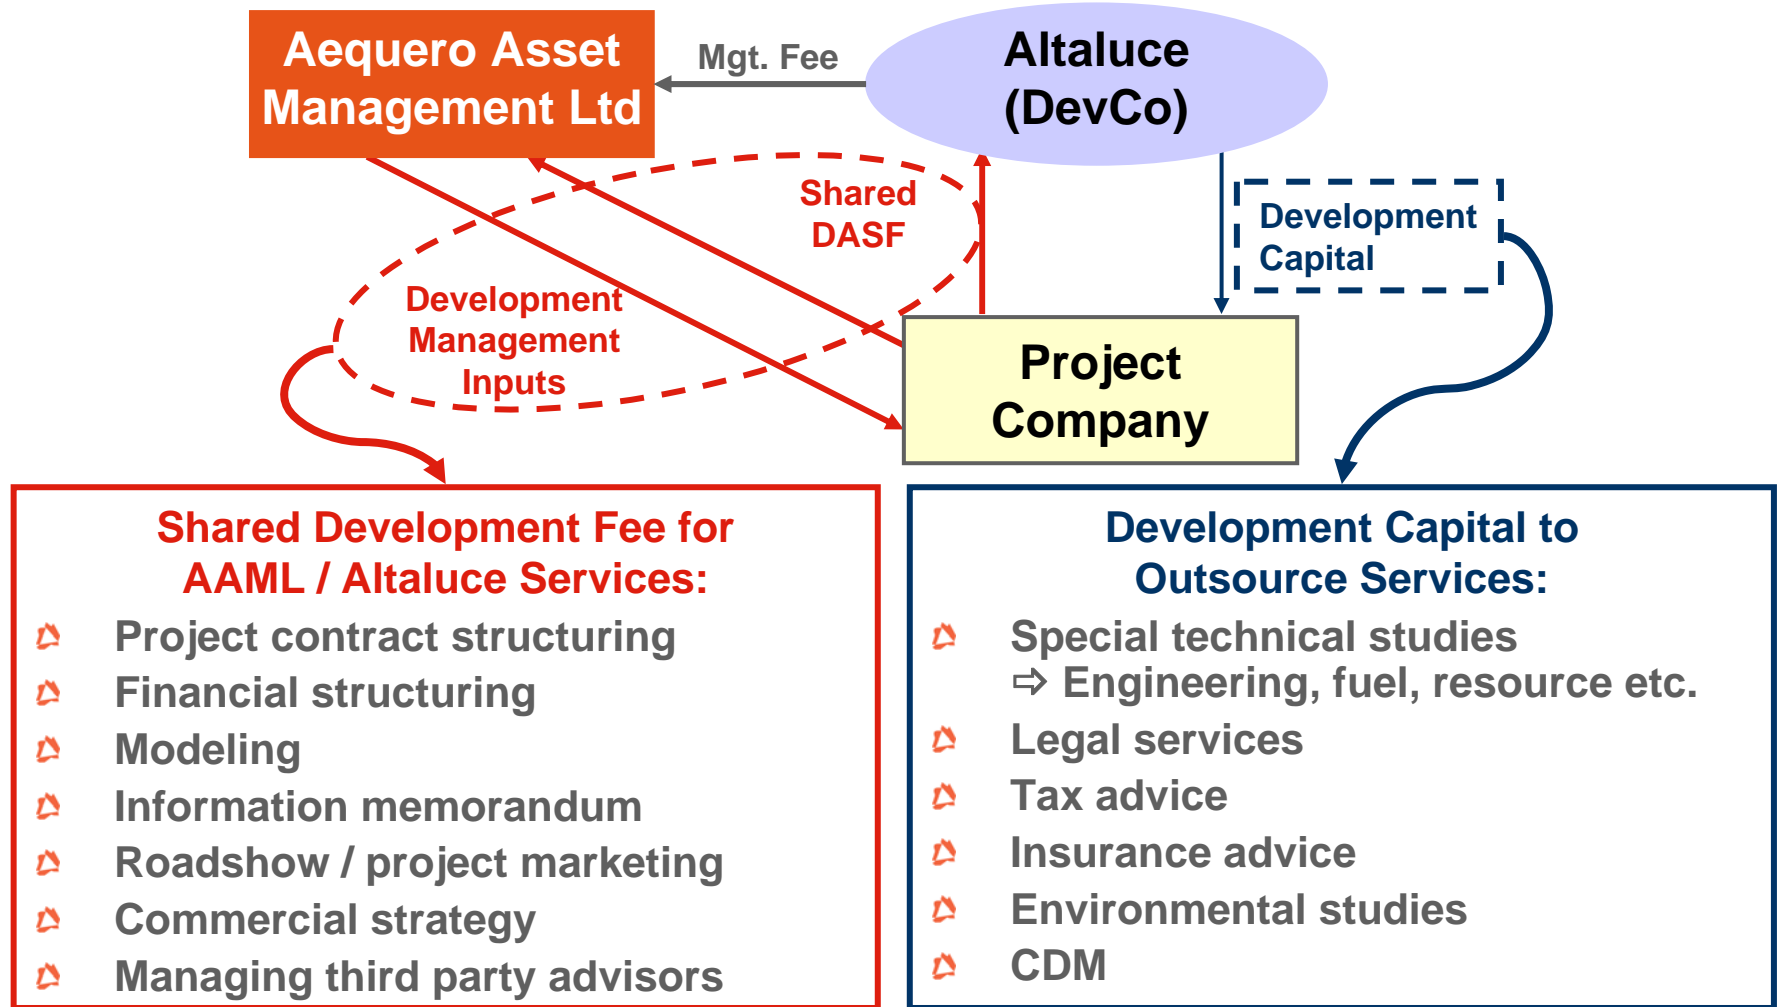 Aequero Asset
Management Ltd
Mgt. Fee
Altaluce
(DevCo)
Shared
DASF
Development
Capital
Development
Management
Inputs
Project
Company
Shared Development Fee for
AAML / Altaluce Services:
Project contract structuring
Financial structuring
Modeling
Information memorandum
Roadshow / project marketing
Commercial strategy
Managing third party advisors
Development Capital to
Outsource Services:
Special technical studies
⇨ Engineering, fuel, resource etc.
Legal services
Tax advice
Insurance advice
Environmental studies
CDM